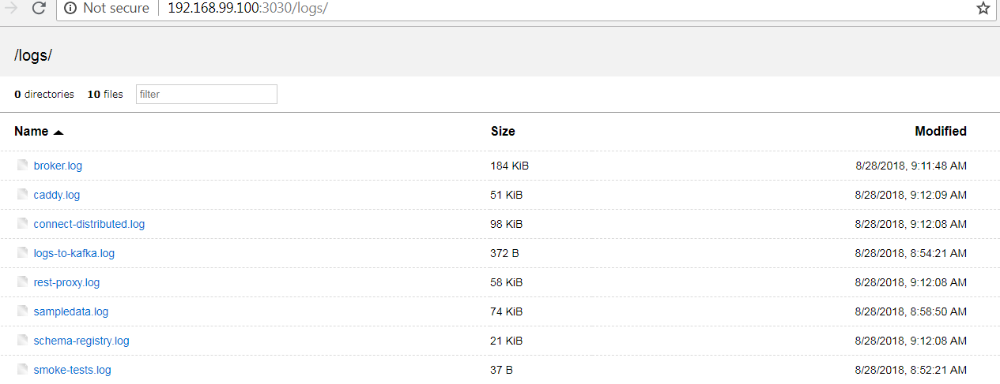 Not secure 192.168.99.100:3030/logs/
/logs/
0 directories 10 files filter
Name Size Modified
broker.log 184 KiB 8/28/2018, 9:11:48 AM
caddy.log 51 KiB 8/28/2018, 9:12:09 AM
connect-distributed.log 98 KiB 8/28/2018, 9:12:08 AM
logs-to-kafka.log 372 B 8/28/2018, 8:54:21 AM
rest-proxy.log 58 KiB 8/28/2018, 9:12:08 AM
sampledata.log 74 KiB 8/28/2018, 8:58:50 AM
schema-registry.log 21 KiB 8/28/2018, 9:12:08 AM
smoke-tests.log 37 B 8/28/2018, 8:52:21 AM